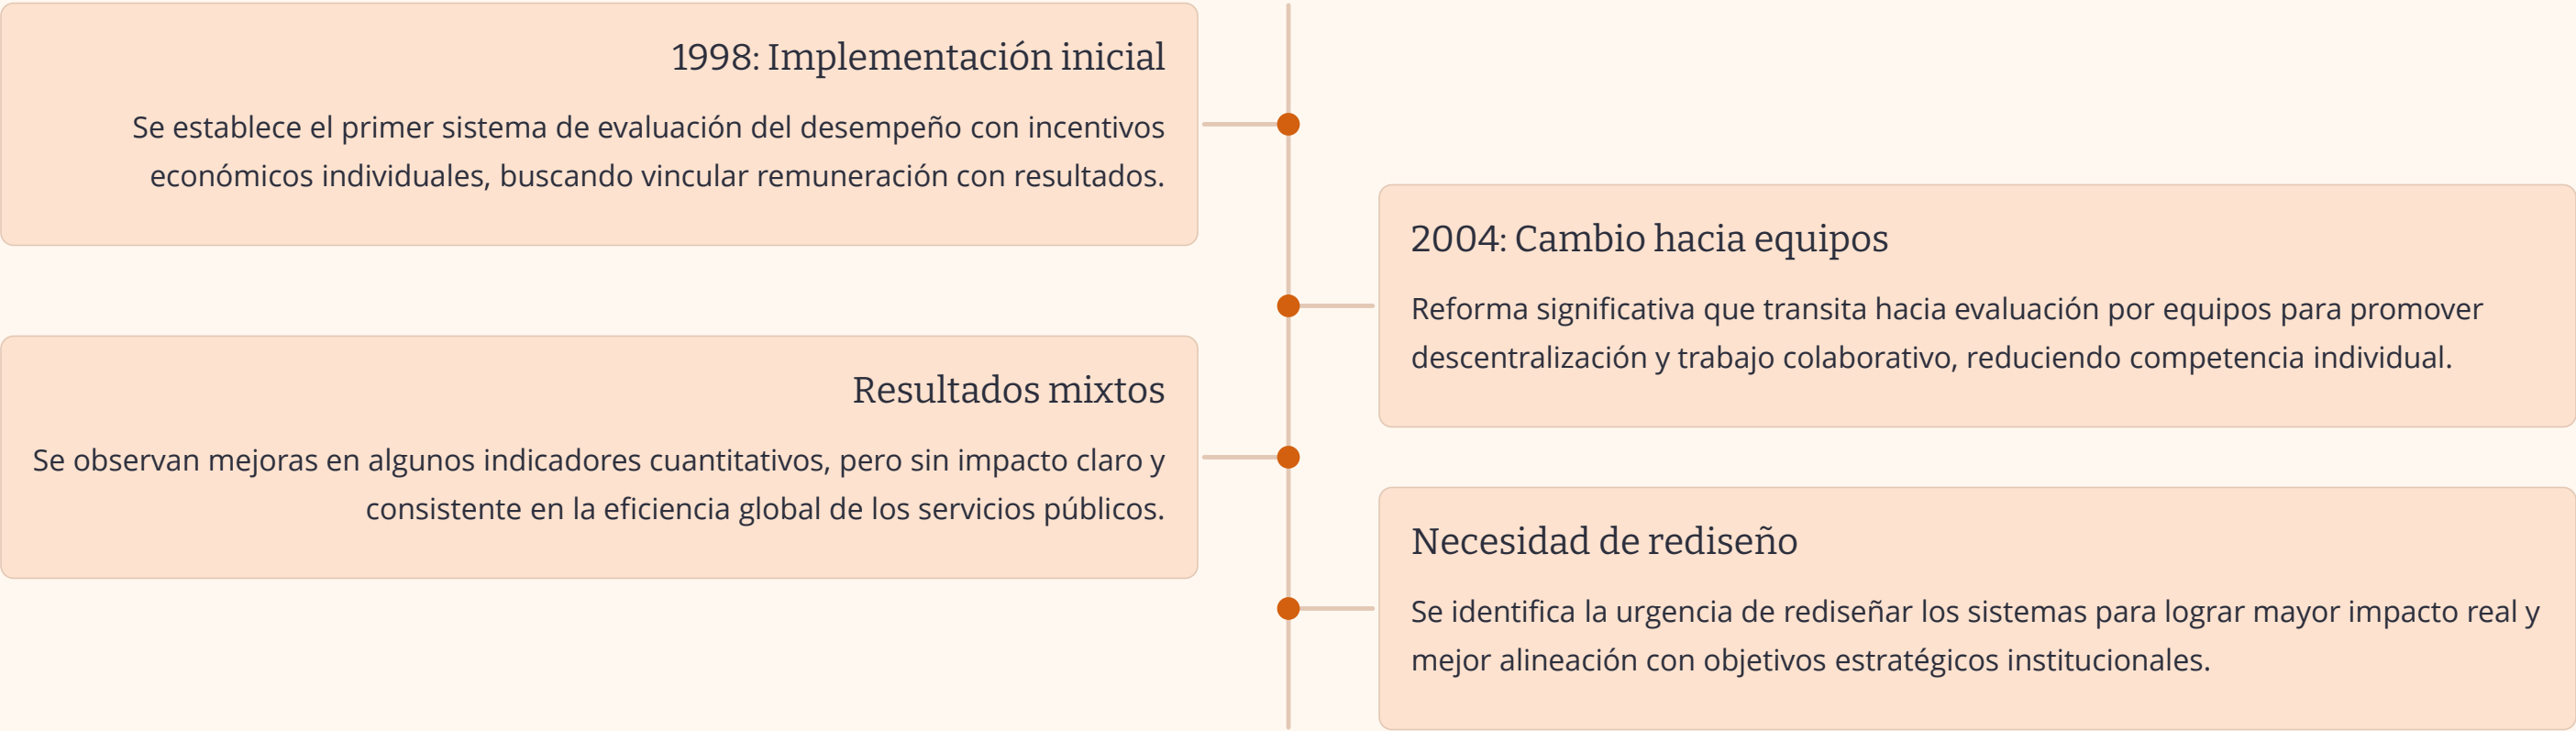 1998: Implementación inicial
Se establece el primer sistema de evaluación del desempeño con incentivos
económicos individuales, buscando vincular remuneración con resultados.
2004: Cambio hacia equipos
Reforma significativa que transita hacia evaluación por equipos para promover
descentralización y trabajo colaborativo, reduciendo competencia individual.
Resultados mixtos
Se observan mejoras en algunos indicadores cuantitativos, pero sin impacto claro y
consistente en la eficiencia global de los servicios públicos.
Necesidad de rediseño
Se identifica la urgencia de rediseñar los sistemas para lograr mayor impacto real y
mejor alineación con objetivos estratégicos institucionales.